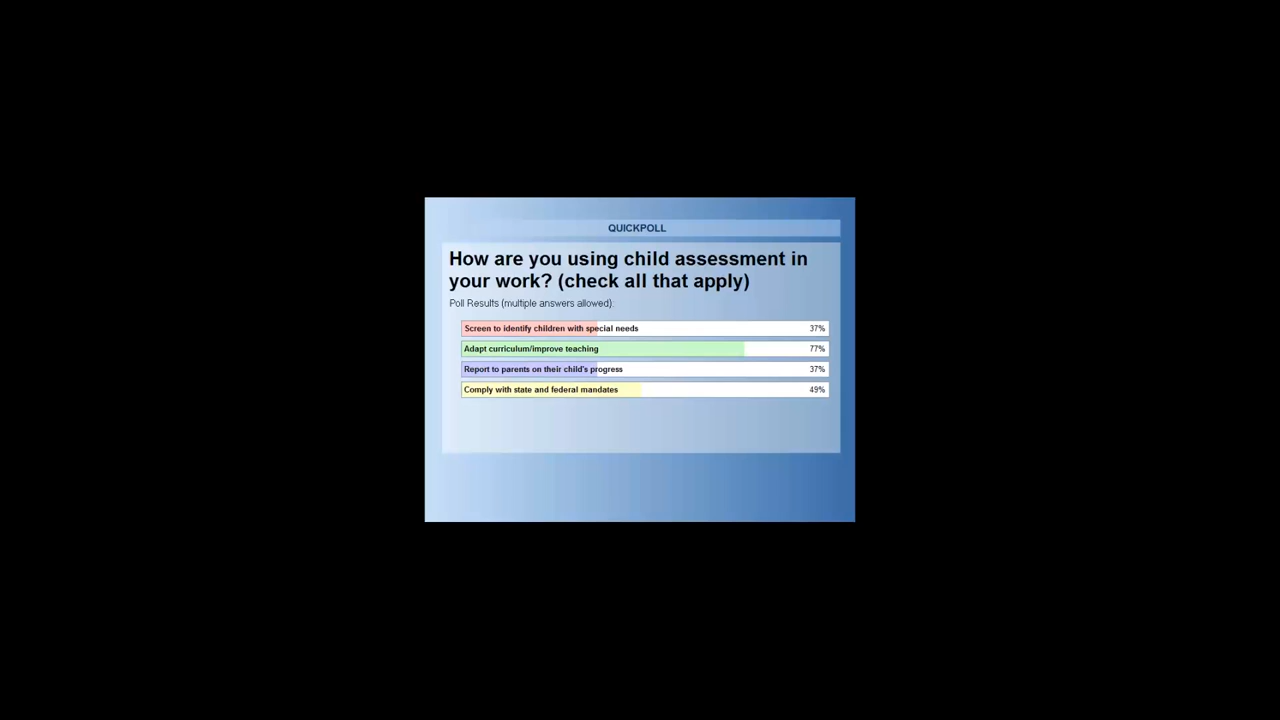 QUICKPOLL
How are you using child assessment in
your work? (check all that apply)
Poll Results (multiple answers allowed):
Screen to identify children with special needs 37%
Adapt curriculum/improve teaching 77%
Report to parents on their child's progress 37%
Comply with state and federal mandates 49%